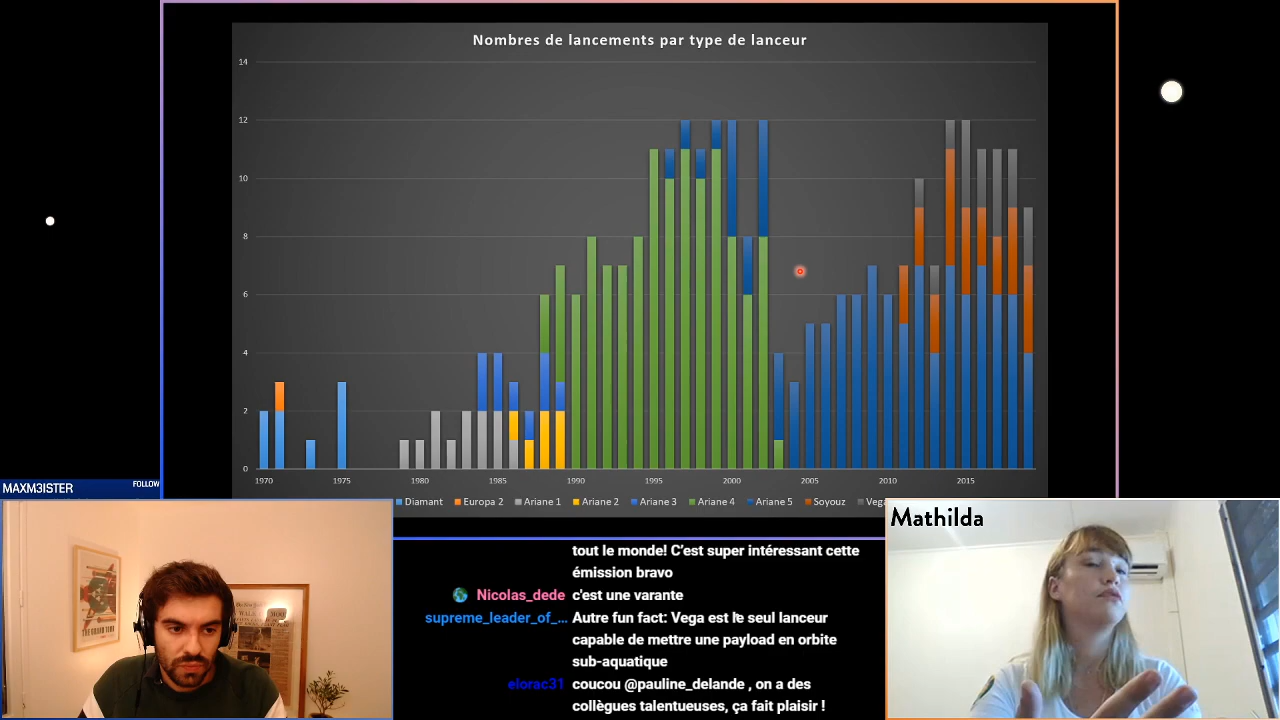 Nombres de lancements par type de lanceur
14
12
10
8
6
4
2
0
1970 1975 1980 1985 1990 1995 2000 2005 2010 2015
Diamant Europa 2 Ariane 1 Ariane 2 Ariane 3 Ariane 4 Ariane 5 Soyouz Vega
MAXM3ISTER FOLLOW
Mathilda
tout le monde! C'est super intéressant cette
émission bravo
Nicolas_dede c'est une varante
supreme_leader_of_... Autre fun fact: Vega est le seul lanceur
capable de mettre une payload en orbite
sub-aquatique
elorac31 coucou @pauline_delande , on a des
collègues talentueuses, ça fait plaisir !